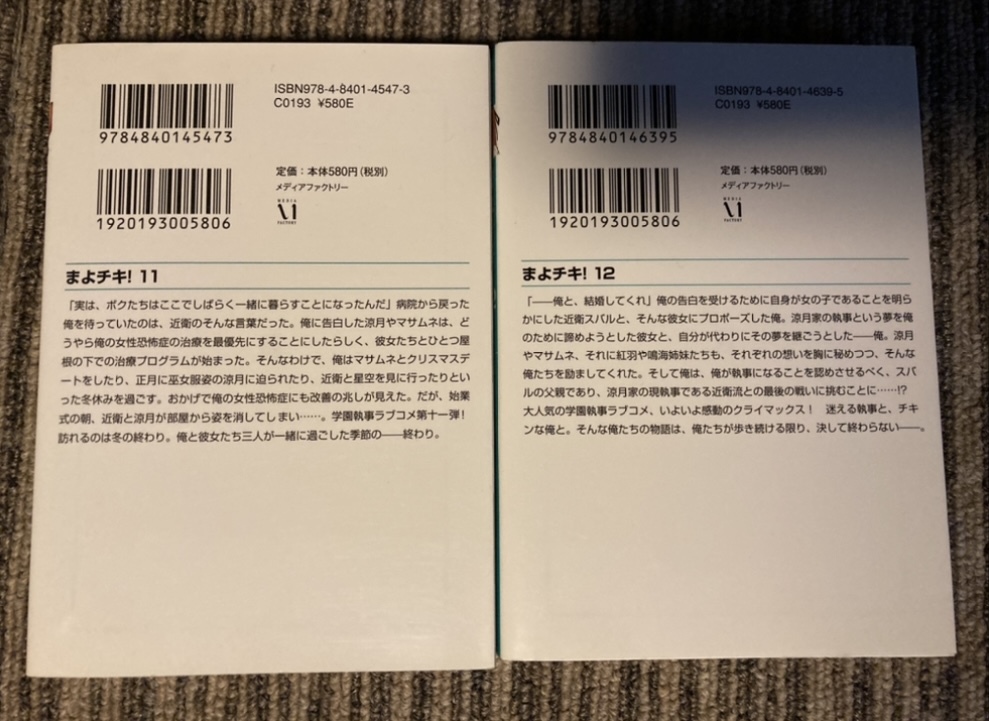 ISBN978-4-8401-4547-3
C0193 ¥580E
9784840145473
定価：本体580円（税別）
メディアファクトリー
MEDIA
FACTORY
1920193005806
まよチキ! 11
「実は、ボクたちはここでしばらく一緒に暮らすことになったんだ」病院から戻った
俺を待っていたのは、近衛のそんな言葉だった。俺に告白した涼月やマサムネは、ど
うやら俺の女性恐怖症の治療を最優先にすることにしたらしく、彼女たちとひとつ屋
根の下での治療プログラムが始まった。そんなわけで、俺はマサムネとクリスマスデ
ートをしたり、正月に巫女服姿の涼月に迫られたり、近衛と星空を見に行ったりとい
った冬休みを過ごす。おかげで俺の女性恐怖症にも改善の兆しが見えた。だが、始業
式の朝、近衛と涼月が部屋から姿を消してしまい……。学園執事ラブコメ第十一弾！
訪れるのは冬の終わり。俺と彼女たち三人が一緒に過ごした季節の――終わり。
ISBN978-4-8401-4639-5
C0193 ¥580E
9784840146395
定価：本体580円（税別）
メディアファクトリー
MEDIA
FACTORY
1920193005806
まよチキ! 12
「――俺と、結婚してくれ」俺の告白を受けるために自身が女の子であることを明ら
かにした近衛スバルと、そんな彼女にプロポーズした俺。涼月家の執事という夢を俺
のために諦めようとした彼女と、自分が代わりにその夢を継ごうとした――俺。涼月
やマサムネ、それに紅羽や鳴海姉妹たちも、それぞれの想いを胸に秘めつつ、そんな
俺たちを励ましてくれた。そして俺は、俺が執事になることを認めさせるべく、スバ
ルの父親であり、涼月家の現執事である近衛流との最後の戦いに挑むことに……!?
大人気の学園執事ラブコメ、いよいよ感動のクライマックス！　迷える執事と、チキ
ンな俺と。そんな俺たちの物語は、俺たちが歩き続ける限り、決して終わらない――。